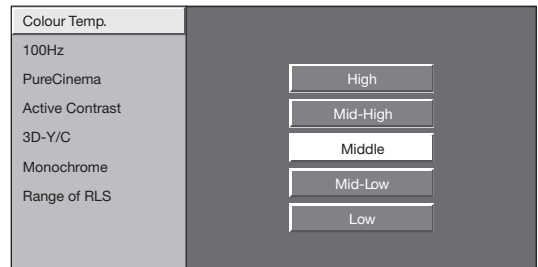 Colour Temp.
100Hz
PureCinema
Active Contrast
3D-Y/C
Monochrome
Range of RLS
High
Mid-High
Middle
Mid-Low
Low